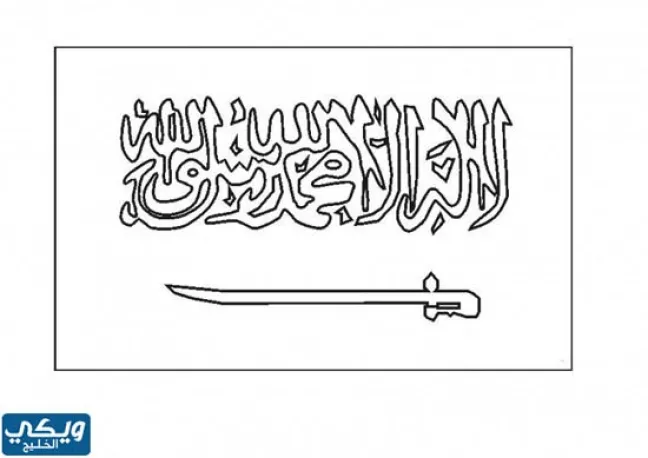 لا إله إلا الله محمد رسول الله
ويكي
الخليج